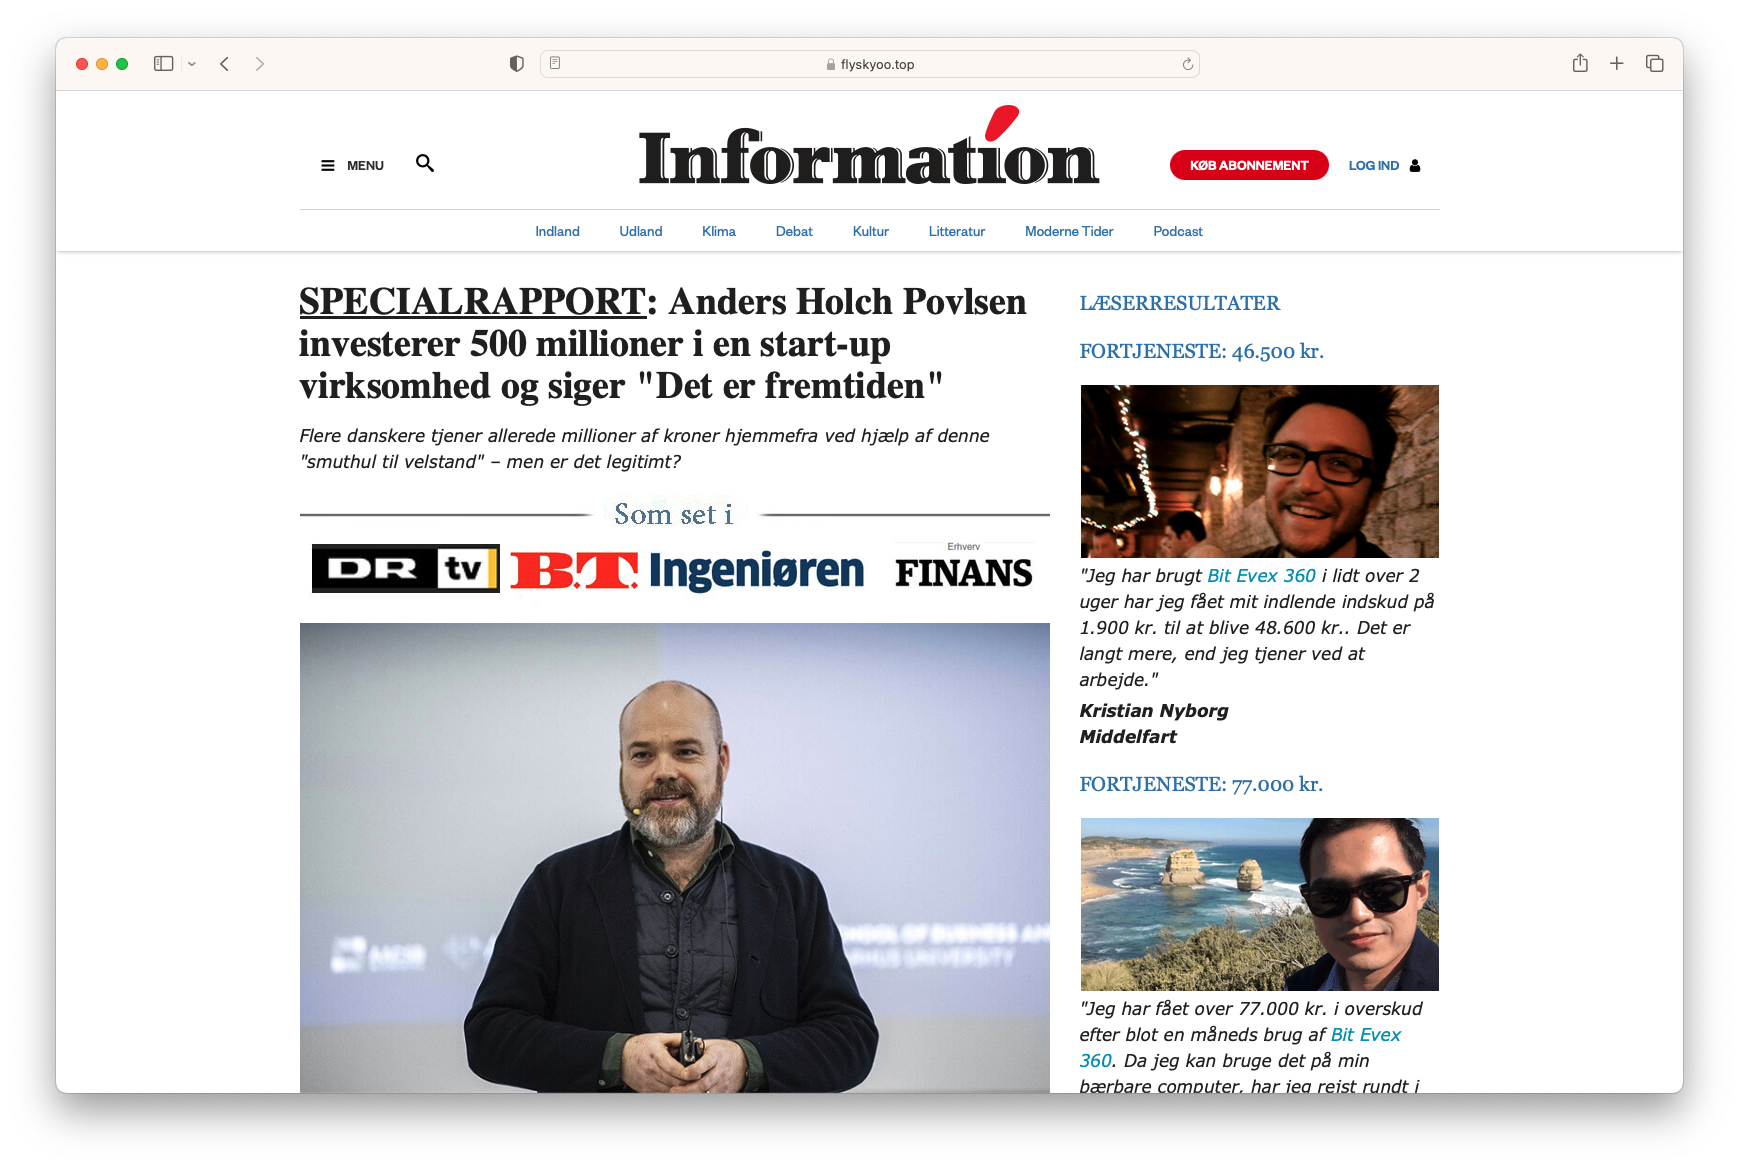 flyskyoo.top
MENU
Information
KØB ABONNEMENT
LOG IND
Indland Udland Klima Debat Kultur Litteratur Moderne Tider Podcast
SPECIALRAPPORT: Anders Holch Povlsen
investerer 500 millioner i en start-up
virksomhed og siger "Det er fremtiden"
Flere danskere tjener allerede millioner af kroner hjemmefra ved hjælp af denne
"smuthul til velstand" – men er det legitimt?
Som set i
DR tv
B.T.
Ingeniøren
Erhverv
FINANS
HOOL OF BUSINESS AN
UNIVERSITY
LÆSERRESULTATER
FORTJENESTE: 46.500 kr.
"Jeg har brugt Bit Evex 360 i lidt over 2
uger har jeg fået mit indlende indskud på
1.900 kr. til at blive 48.600 kr.. Det er
langt mere, end jeg tjener ved at
arbejde."
Kristian Nyborg
Middelfart
FORTJENESTE: 77.000 kr.
"Jeg har fået over 77.000 kr. i overskud
efter blot en måneds brug af Bit Evex
360. Da jeg kan bruge det på min
bærbare computer, har jeg rejst rundt i